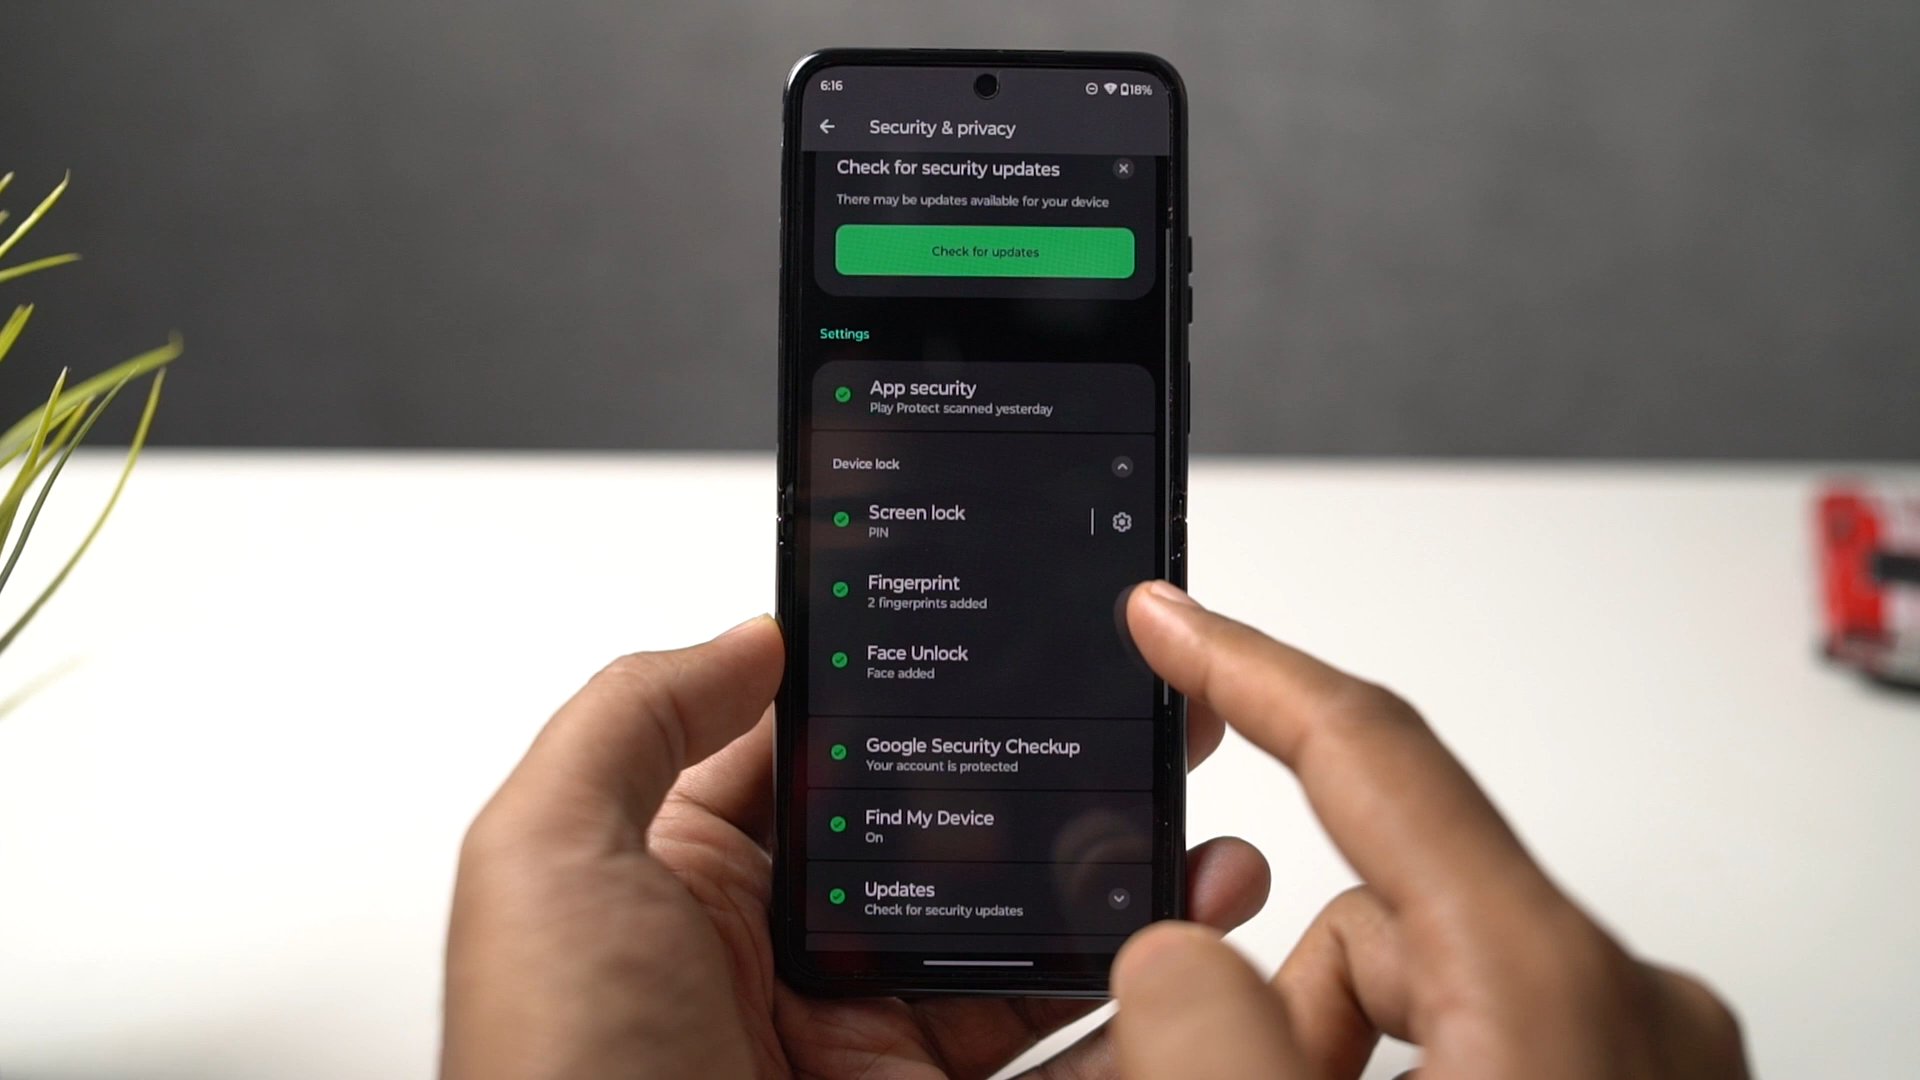 6:16
18%
Security & privacy
Check for security updates
There may be updates available for your device
Check for updates
Settings
App security
Play Protect scanned yesterday
Device lock
Screen lock
PIN
Fingerprint
2 fingerprints added
Face Unlock
Face added
Google Security Checkup
Your account is protected
Find My Device
On
Updates
Check for security updates